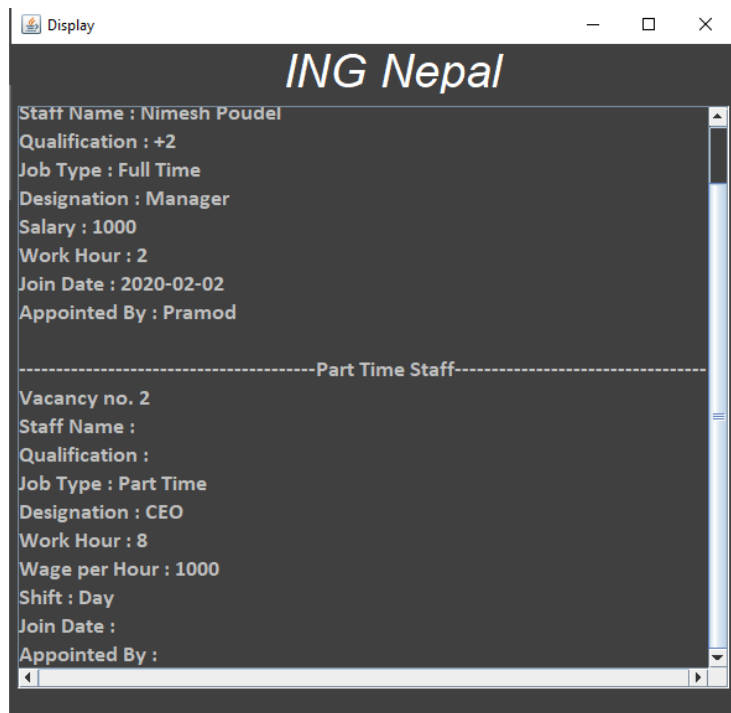 Display
ING Nepal
Staff Name : Nimesh Poudel
Qualification : +2
Job Type : Full Time
Designation : Manager
Salary : 1000
Work Hour : 2
Join Date : 2020-02-02
Appointed By : Pramod
---------------------------------------Part Time Staff---------------------------------
Vacancy no. 2
Staff Name :
Qualification :
Job Type : Part Time
Designation : CEO
Work Hour : 8
Wage per Hour : 1000
Shift : Day
Join Date :
Appointed By :